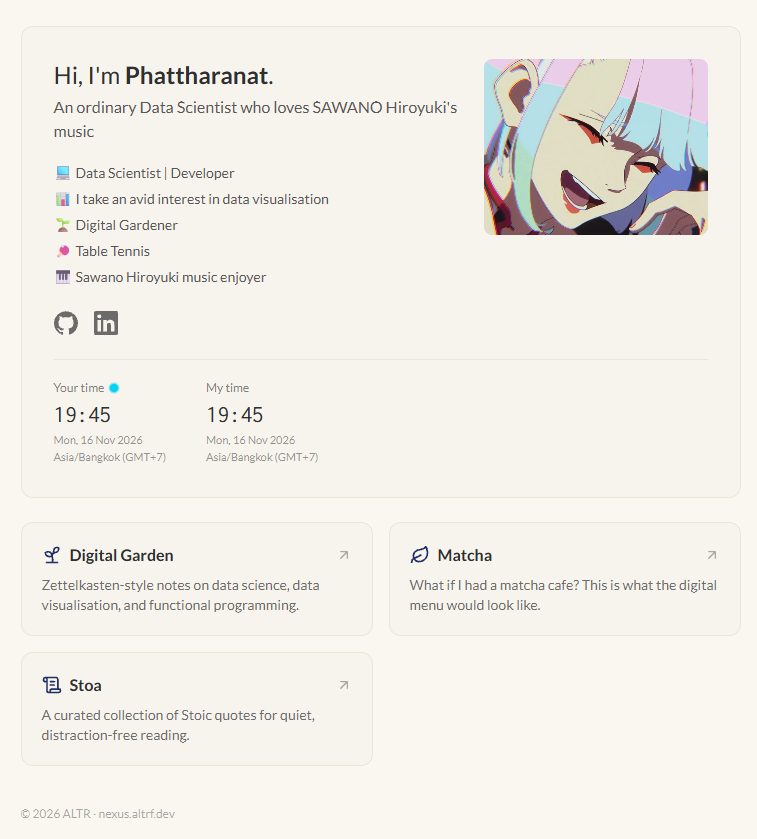 Hi, I'm Phattharanat.
An ordinary Data Scientist who loves SAWANO Hiroyuki's
music
Data Scientist | Developer
I take an avid interest in data visualisation
Digital Gardener
Table Tennis
Sawano Hiroyuki music enjoyer
in
Your time
19:45
Mon, 16 Nov 2026
Asia/Bangkok (GMT+7)
My time
19:45
Mon, 16 Nov 2026
Asia/Bangkok (GMT+7)
Digital Garden
Zettelkasten-style notes on data science, data
visualisation, and functional programming.
Matcha
What if I had a matcha cafe? This is what the digital
menu would look like.
Stoa
A curated collection of Stoic quotes for quiet,
distraction-free reading.
© 2026 ALTR · nexus.altrf.dev